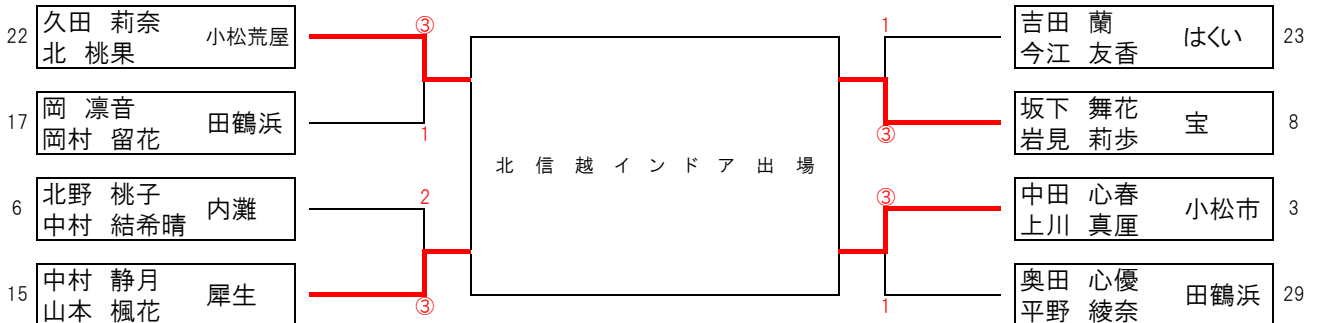 22 久田 莉奈 北 桃果 小松荒屋
③
17 岡 凛音 岡村 留花 田鶴浜
1
6 北野 桃子 中村 結希晴 内灘
2
15 中村 静月 山本 楓花 犀生
③
北信越インドア出場
吉田 蘭 今江 友香 はくい 23
1
坂下 舞花 岩見 莉歩 宝 8
③
中田 心春 上川 真厘 小松市 3
③
奥田 心優 平野 綾奈 田鶴浜 29
1